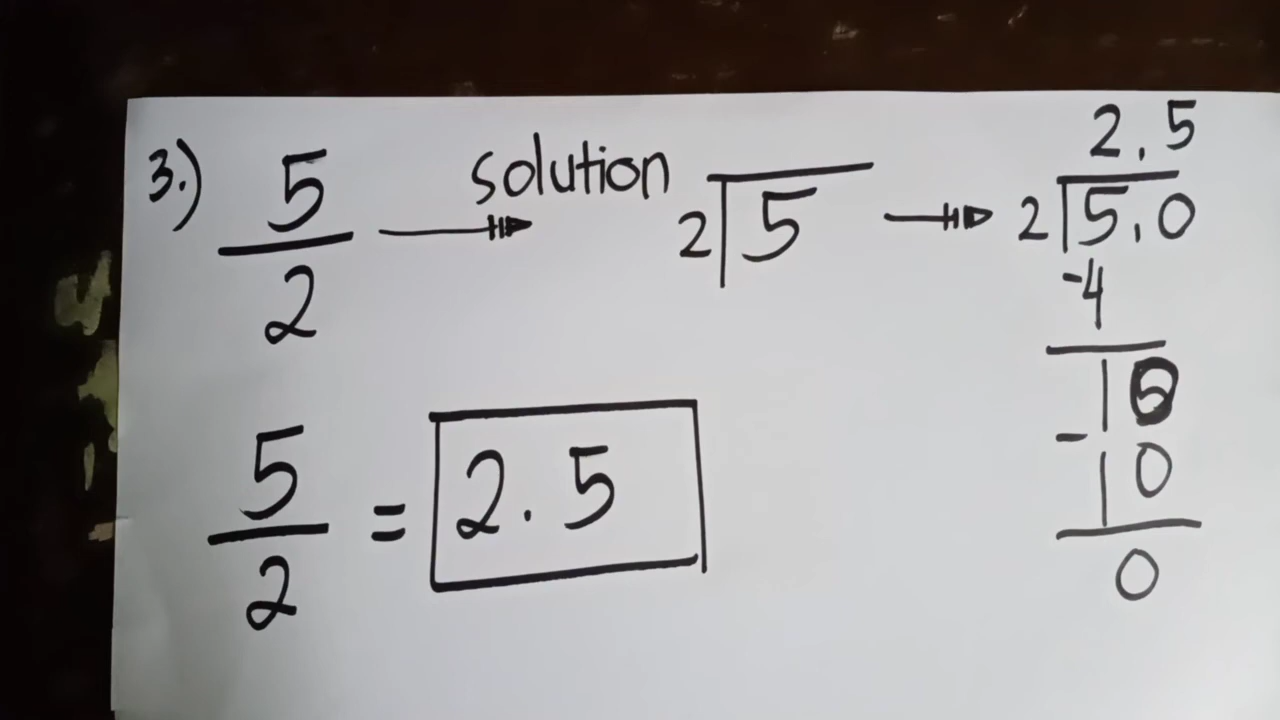 3.) 5/2 → solution 2)5 → 2)5.0
2.5
-4
10
-10
0
5/2 = 2.5